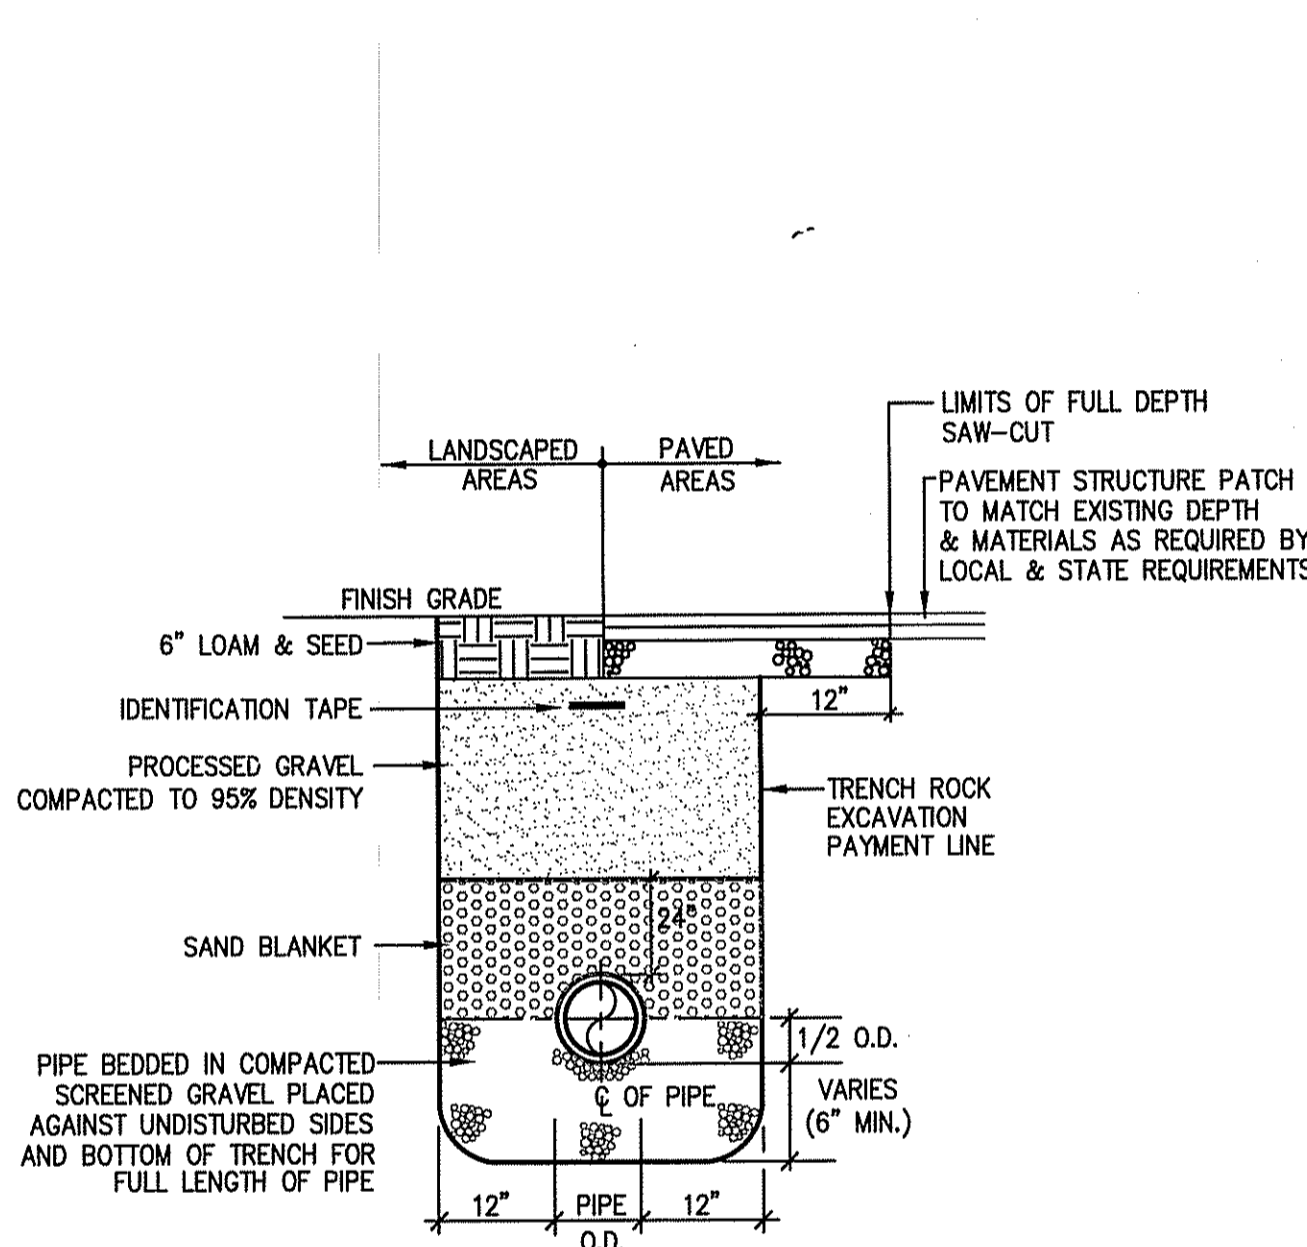 LIMITS OF FULL DEPTH
SAW-CUT
LANDSCAPED
AREAS
PAVED
AREAS
PAVEMENT STRUCTURE PATCH
TO MATCH EXISTING DEPTH
& MATERIALS AS REQUIRED BY
LOCAL & STATE REQUIREMENTS
FINISH GRADE
6" LOAM & SEED
IDENTIFICATION TAPE
12"
PROCESSED GRAVEL
COMPACTED TO 95% DENSITY
TRENCH ROCK
EXCAVATION
PAYMENT LINE
24"
SAND BLANKET
1/2 O.D.
PIPE BEDDED IN COMPACTED
SCREENED GRAVEL PLACED
AGAINST UNDISTURBED SIDES
AND BOTTOM OF TRENCH FOR
FULL LENGTH OF PIPE
℄ OF PIPE
VARIES
(6" MIN.)
12"
PIPE
O.D.
12"